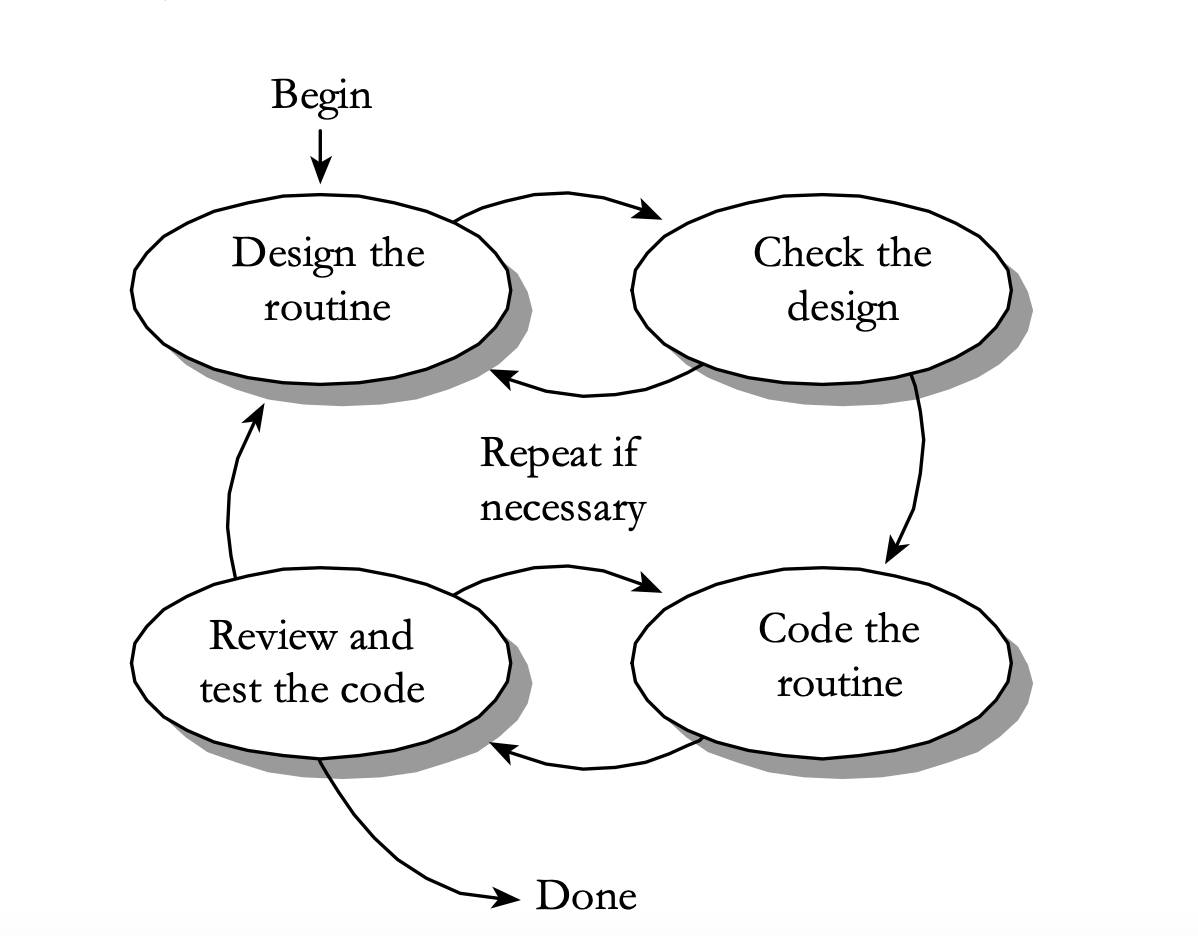 Begin
Design the
routine
Check the
design
Repeat if
necessary
Review and
test the code
Code the
routine
Done